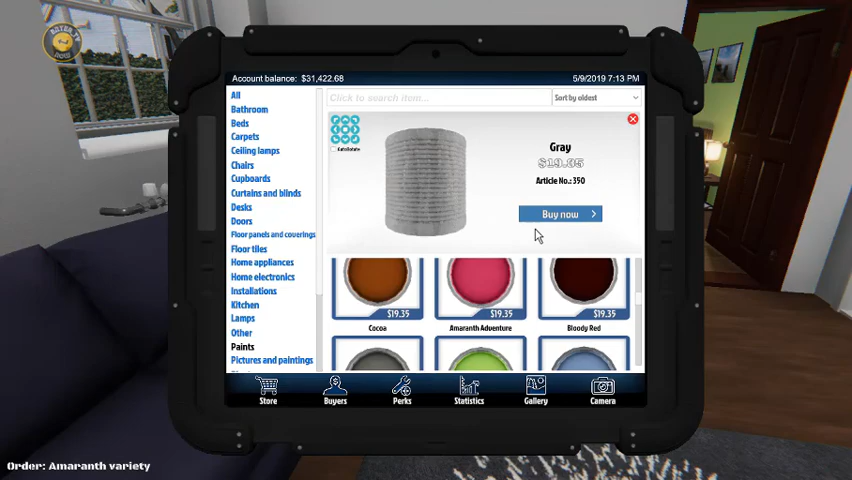 Account balance: $31,422.68
5/9/2019 7:13 PM
All
Bathroom
Beds
Carpets
Ceiling lamps
Chairs
Cupboards
Curtains and blinds
Desks
Doors
Floor panels and coverings
Floor tiles
Home appliances
Home electronics
Installations
Kitchen
Lamps
Other
Paints
Pictures and paintings
Click to search item...
Sort by oldest
AutoRotate
Gray
$19.35
Article No.: 350
Buy now
$19.35
$19.35
$19.35
Cocoa
Amaranth Adventure
Bloody Red
Store
Buyers
Perks
Statistics
Gallery
Camera
Order: Amaranth variety